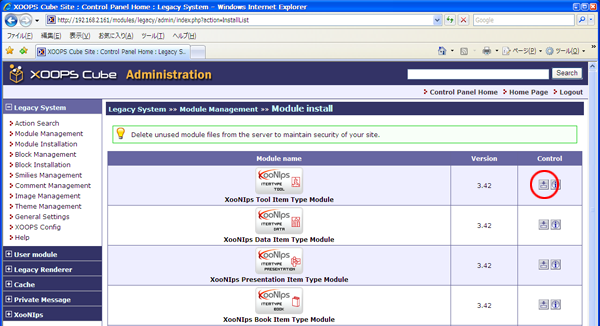 XOOPS Cube Site : Control Panel Home : Legacy System - Windows Internet Explorer
http://192.168.2.161/modules/legacy/admin/index.php?action=InstallList
Google
ファイル(F) 編集(E) 表示(V) お気に入り(A) ツール(T) ヘルプ(H)
XOOPS Cube Site : Control Panel Home : Legacy S...
ページ(P) ツール(O)
XOOPS Cube Administration
Search
Control Panel Home Home Page Logout
Legacy System
Action Search
Module Management
Module Installation
Block Management
Block Installation
Smilies Management
Comment Management
Image Management
Theme Management
General Settings
XOOPS Config
Help
User module
Legacy Renderer
Cache
Private Message
XooNIps
Legacy System »» Module Management »» Module install
Delete unused module files from the server to maintain security of your site.
Module name Version Control
XooNIps
ITEMTYPE
TOOL
XooNIps Tool Item Type Module
3.42
XooNIps
ITEMTYPE
DATA
XooNIps Data Item Type Module
3.42
XooNIps
ITEMTYPE
PRESENTATION
XooNIps Presentation Item Type Module
3.42
XooNIps
ITEMTYPE
BOOK
XooNIps Book Item Type Module
3.42